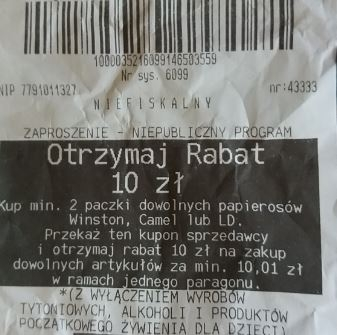 1000035216099146503559
Nr sys. 6099
NIP 7791011327 nr:43333
NIEFISKALNY
ZAPROSZENIE - NIEPUBLICZNY PROGRAM
Otrzymaj Rabat
10 zł
Kup min. 2 paczki dowolnych papierosów
Winston, Camel lub LD.
Przekaż ten kupon sprzedawcy
i otrzymaj rabat 10 zł na zakup
dowolnych artykułów za min. 10,01 zł
w ramach jednego paragonu.
*(Z WYŁĄCZENIEM WYROBÓW
TYTONIOWYCH, ALKOHOLI I PRODUKTÓW
POCZĄTKOWEGO ŻYWIENIA DLA DZIECI)